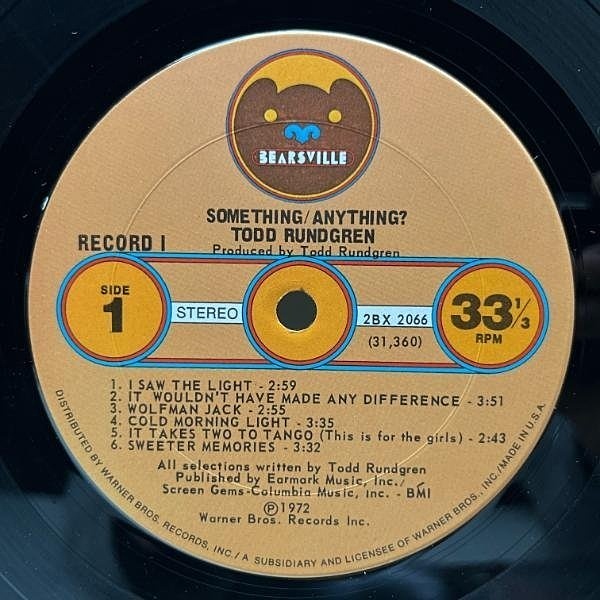 BEARSVILLE
SOMETHING/ANYTHING?
TODD RUNDGREN
RECORD I
Produced by Todd Rundgren
SIDE
1
STEREO
2BX 2066
(31,360)
33 1/3
RPM
1. I SAW THE LIGHT - 2:59
2. IT WOULDN'T HAVE MADE ANY DIFFERENCE - 3:51
3. WOLFMAN JACK - 2:55
4. COLD MORNING LIGHT - 3:35
5. IT TAKES TWO TO TANGO (This is for the girls) - 2:43
6. SWEETER MEMORIES - 3:32
All selections written by Todd Rundgren
Published by Earmark Music, Inc./
Screen Gems-Columbia Music, Inc. - BMI
Ⓟ1972
Warner Bros. Records Inc.
DISTRIBUTED BY WARNER BROS. RECORDS, INC./A SUBSIDIARY AND LICENSEE OF WARNER BROS., INC./MADE IN U.S.A.